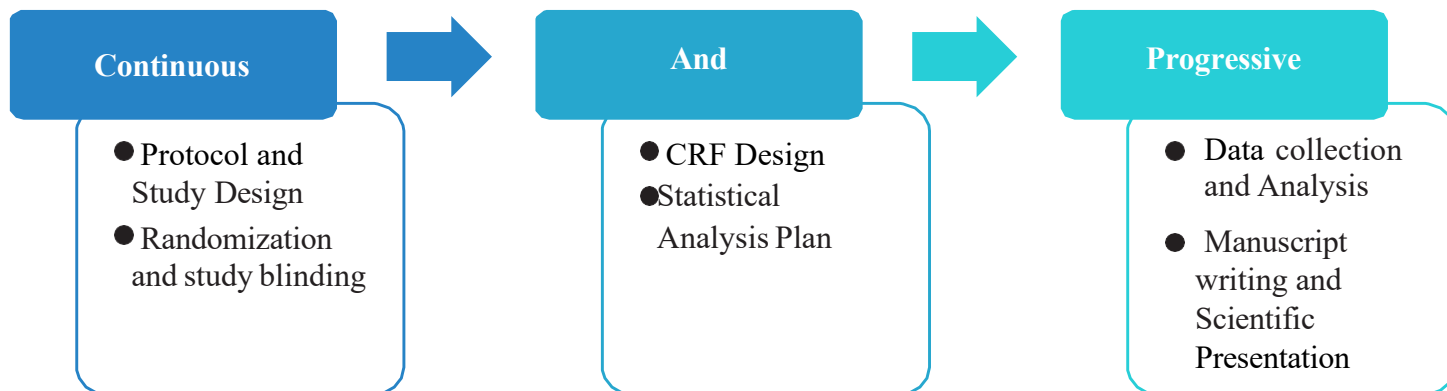 Continuous
● Protocol and
Study Design
● Randomization
and study blinding
And
● CRF Design
●Statistical
Analysis Plan
Progressive
● Data collection
and Analysis
● Manuscript
writing and
Scientific
Presentation